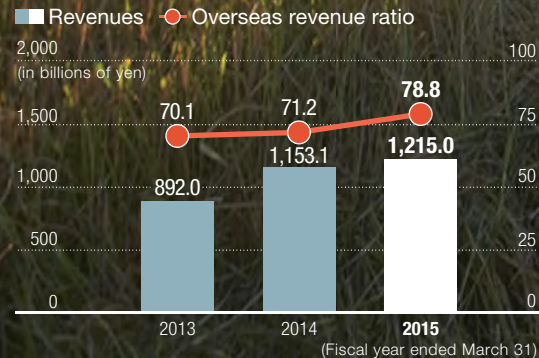 Revenues Overseas revenue ratio
2,000 100
(in billions of yen)
78.8
70.1 71.2
1,500 75
1,153.1 1,215.0
1,000 892.0 50
500 25
0 0
2013 2014 2015
(Fiscal year ended March 31)